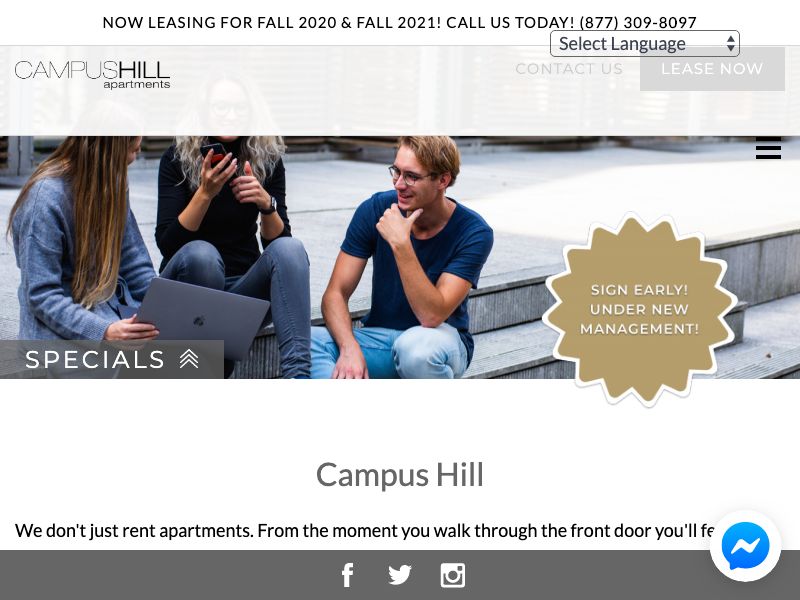 NOW LEASING FOR FALL 2020 & FALL 2021! CALL US TODAY! (877) 309-8097
Select Language
CAMPUSHILL
apartments
CONTACT US
LEASE NOW
SIGN EARLY!
UNDER NEW
MANAGEMENT!
SPECIALS
Campus Hill
We don't just rent apartments. From the moment you walk through the front door you'll